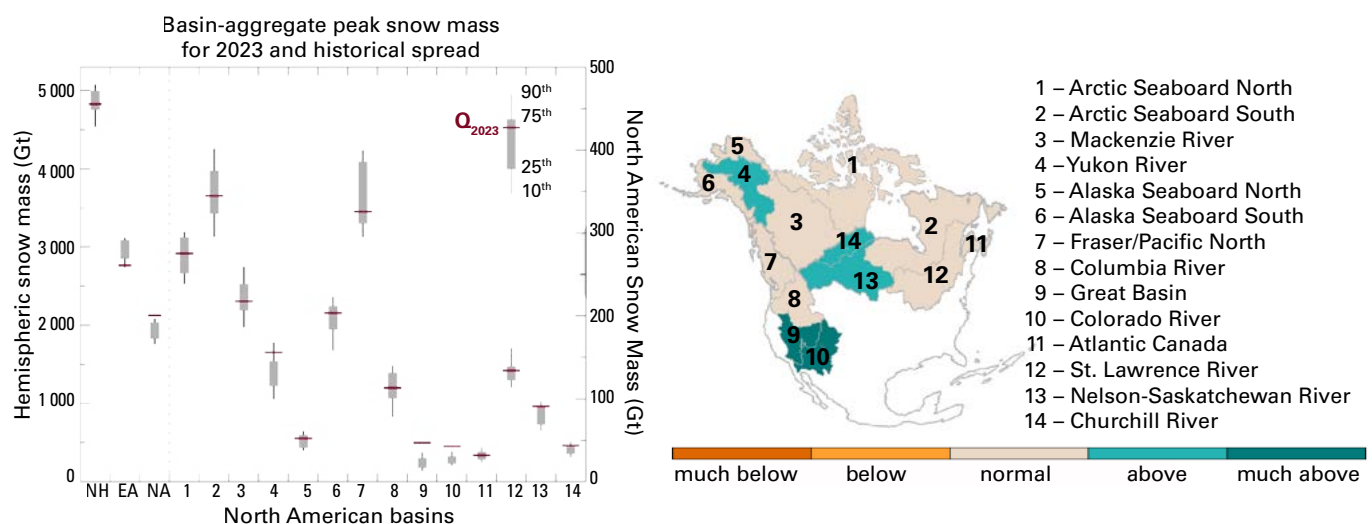 Basin-aggregate peak snow mass
for 2023 and historical spread
Hemispheric snow mass (Gt)
5 000
4 000
3 000
2 000
1 000
0
500
400
300
200
100
0
North American Snow Mass (Gt)
Q2023
90th
75th
25th
10th
NH EA NA 1 2 3 4 5 6 7 8 9 10 11 12 13 14
North American basins
5
4
6
1
3
2
14
11
7
13
12
8
9
10
1 – Arctic Seaboard North
2 – Arctic Seaboard South
3 – Mackenzie River
4 – Yukon River
5 – Alaska Seaboard North
6 – Alaska Seaboard South
7 – Fraser/Pacific North
8 – Columbia River
9 – Great Basin
10 – Colorado River
11 – Atlantic Canada
12 – St. Lawrence River
13 – Nelson-Saskatchewan River
14 – Churchill River
much below below normal above much above